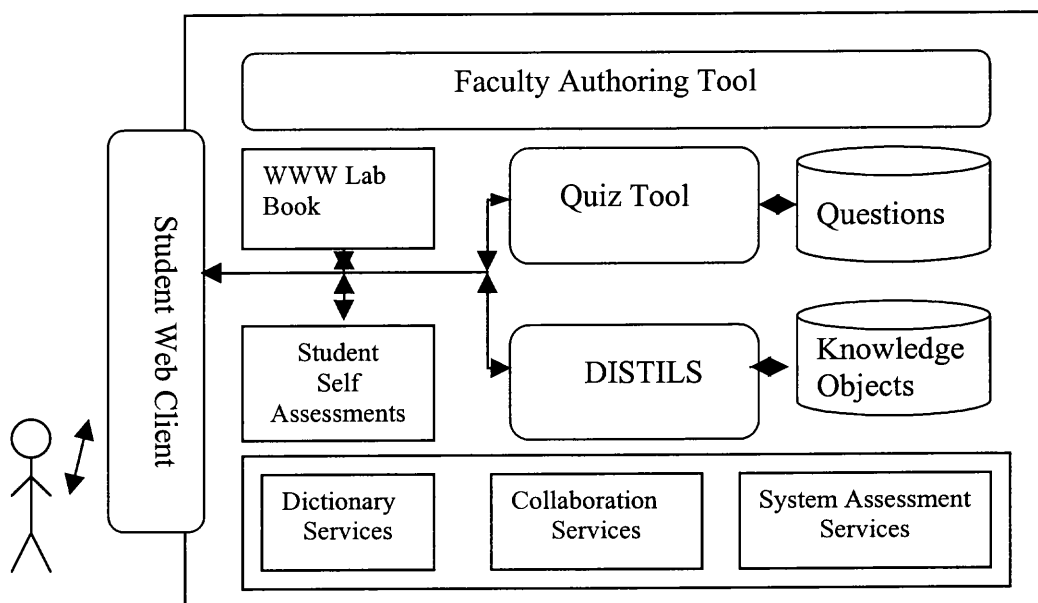 Faculty Authoring Tool
Student Web Client
WWW Lab
Book
Quiz Tool
Questions
Student
Self
Assessments
DISTILS
Knowledge
Objects
Dictionary
Services
Collaboration
Services
System Assessment
Services